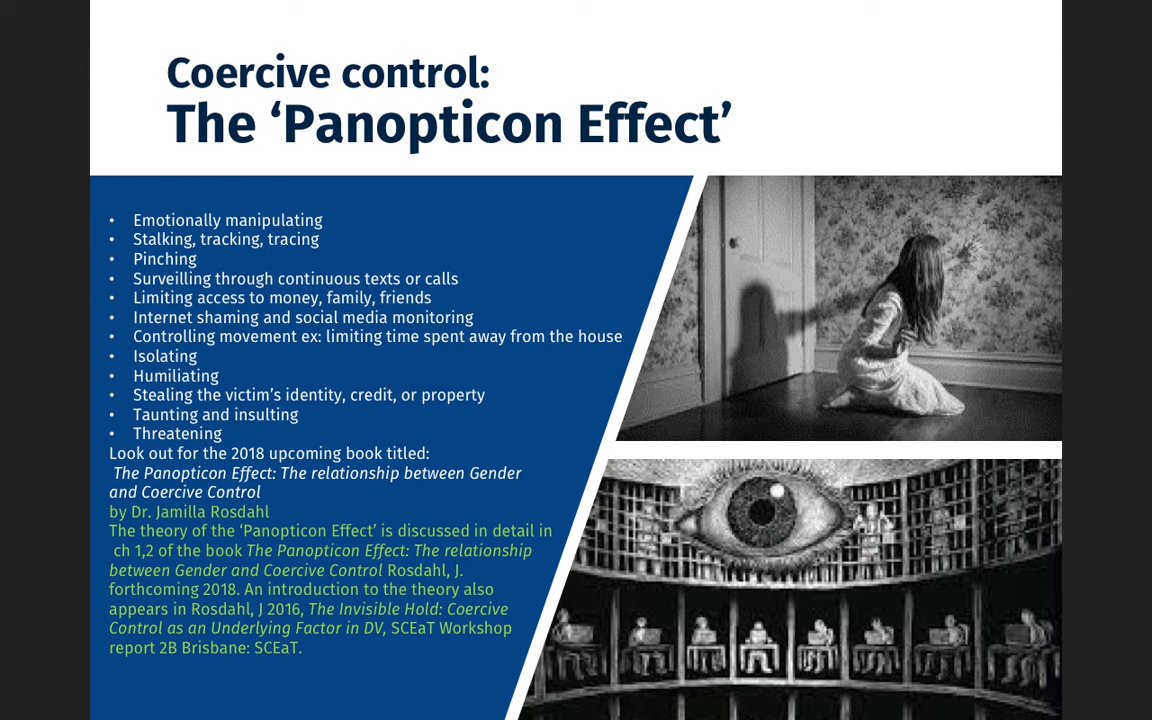 Coercive control:
The ‘Panopticon Effect’
• Emotionally manipulating
• Stalking, tracking, tracing
• Pinching
• Surveilling through continuous texts or calls
• Limiting access to money, family, friends
• Internet shaming and social media monitoring
• Controlling movement ex: limiting time spent away from the house
• Isolating
• Humiliating
• Stealing the victim’s identity, credit, or property
• Taunting and insulting
• Threatening
Look out for the 2018 upcoming book titled:
The Panopticon Effect: The relationship between Gender
and Coercive Control
by Dr. Jamilla Rosdahl
The theory of the ‘Panopticon Effect’ is discussed in detail in
ch 1,2 of the book The Panopticon Effect: The relationship
between Gender and Coercive Control Rosdahl, J.
forthcoming 2018. An introduction to the theory also
appears in Rosdahl, J 2016, The Invisible Hold: Coercive
Control as an Underlying Factor in DV, SCEaT Workshop
report 2B Brisbane: SCEaT.